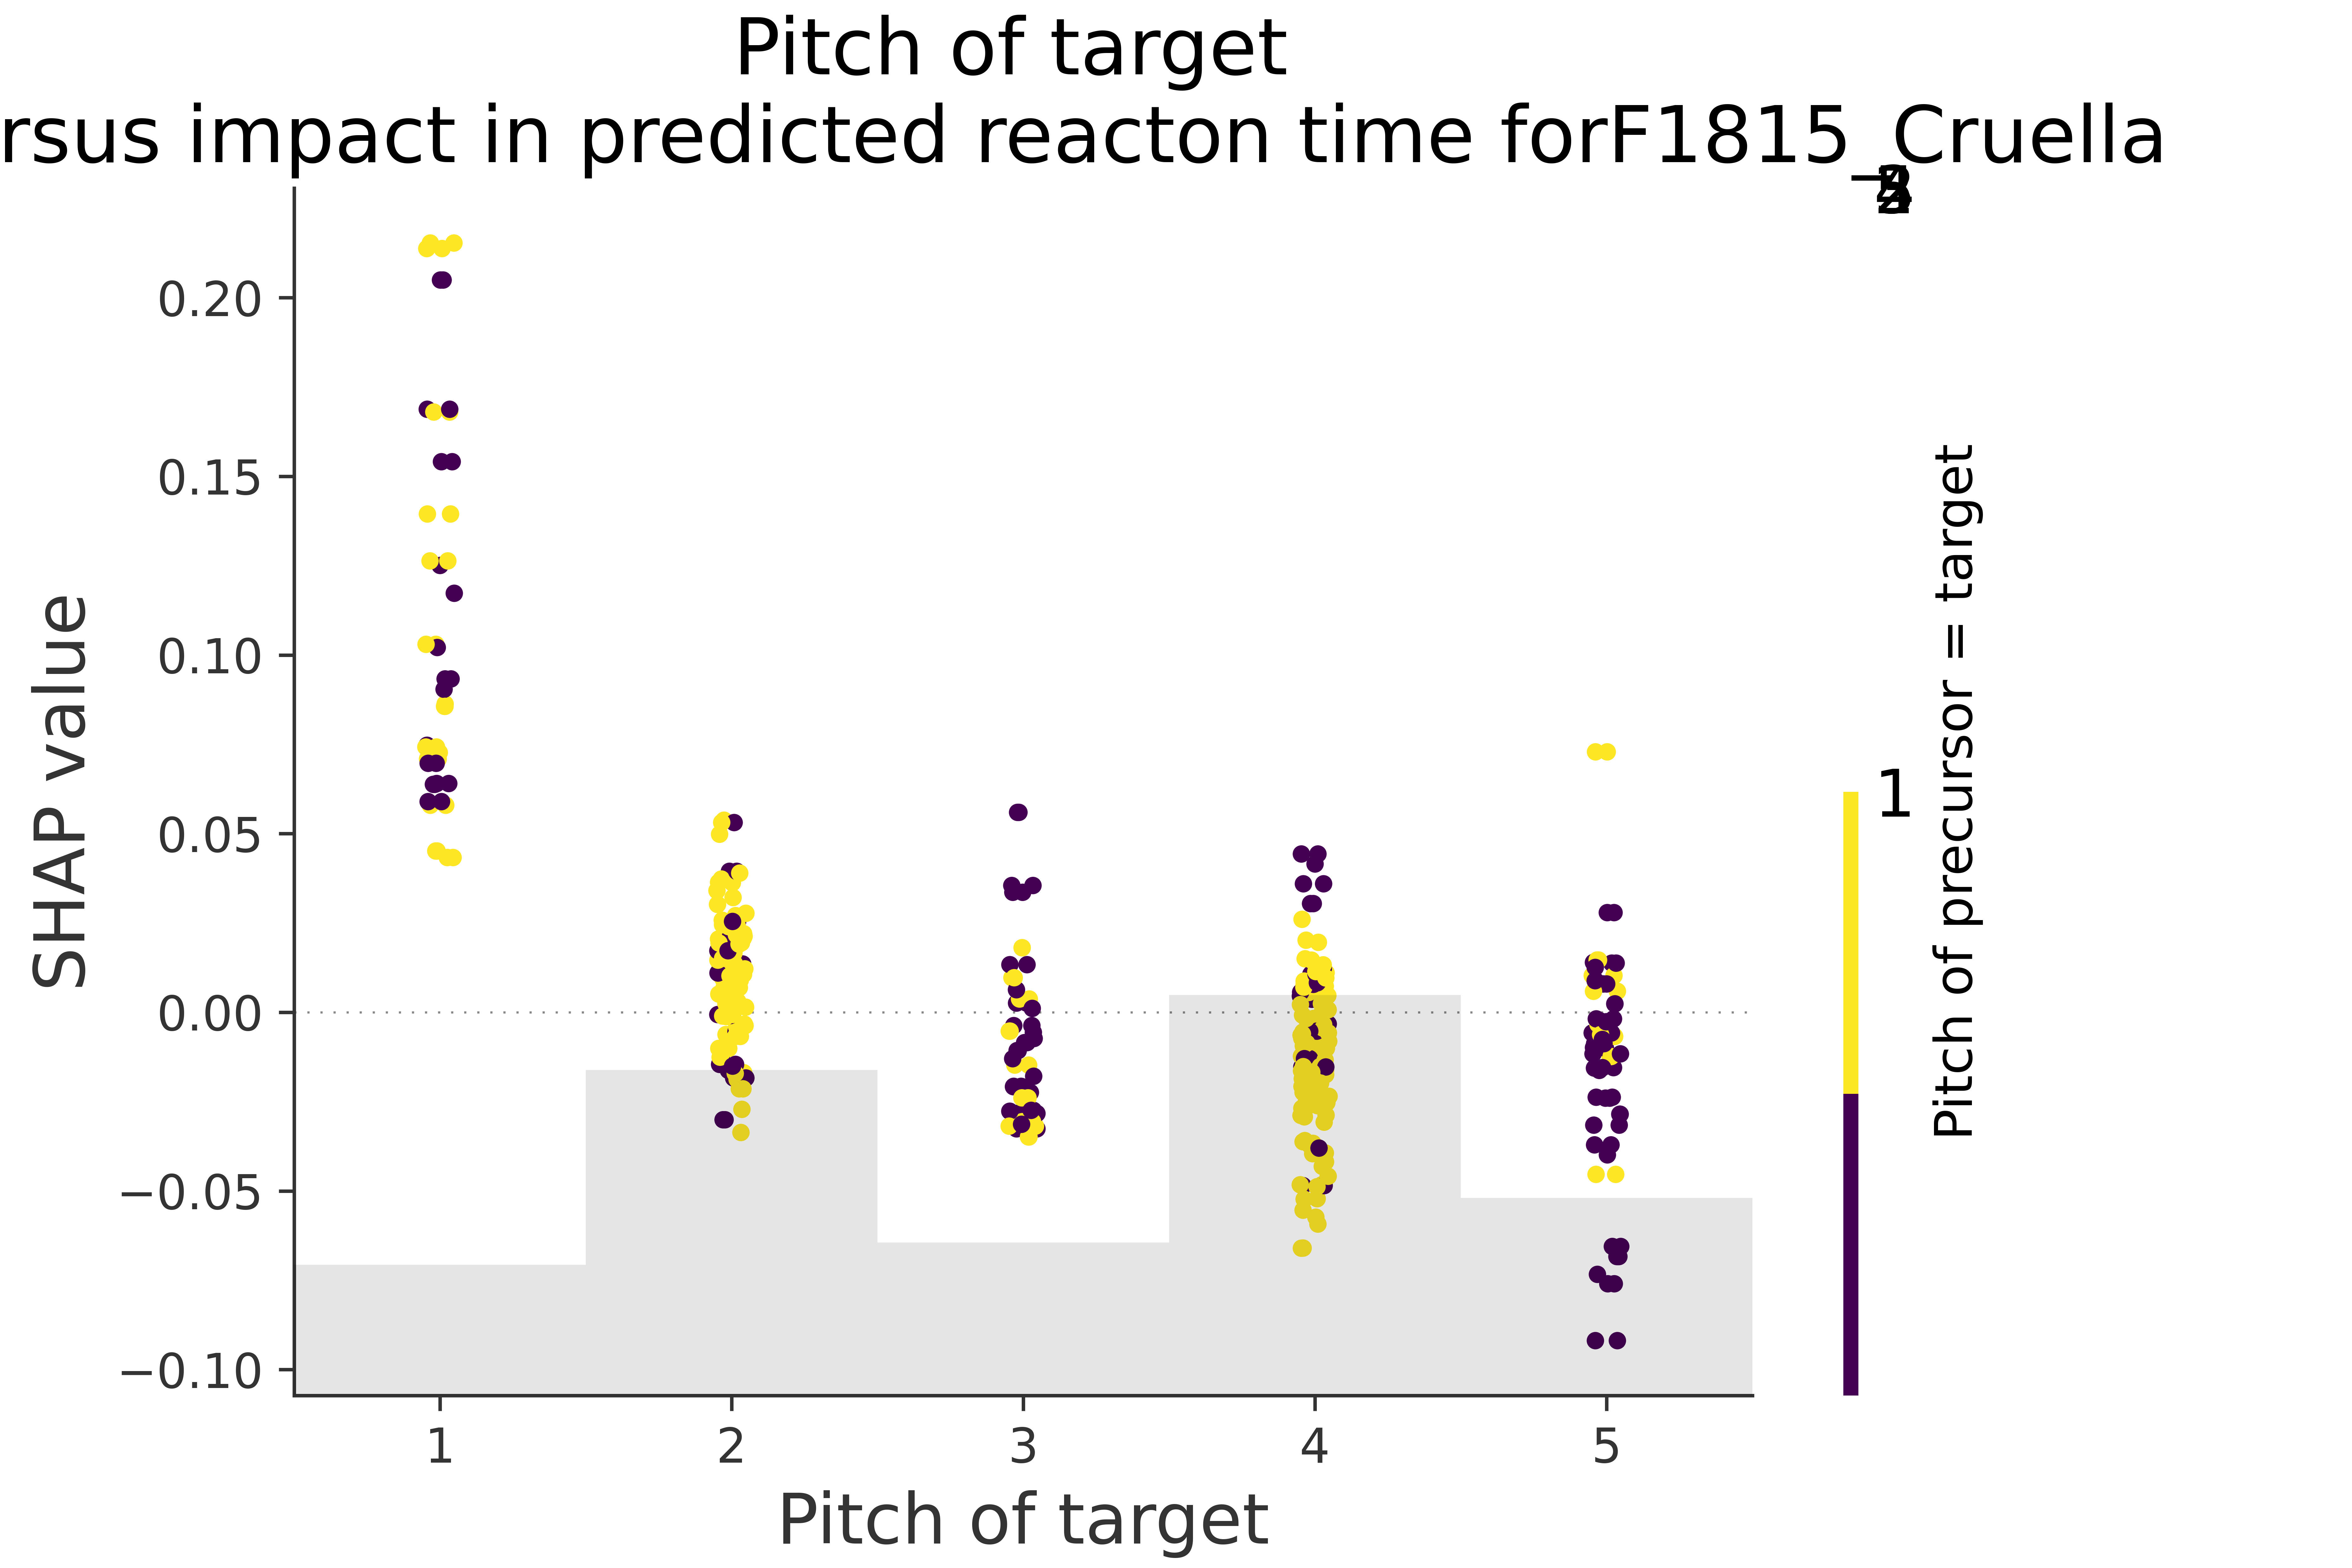 Pitch of target
rsus impact in predicted reacton time forF1815_Cruella
0.20
0.15
0.10
0.05
0.00
−0.05
−0.10
SHAP value
1 2 3 4 5
Pitch of target
1
Pitch of precursor = target